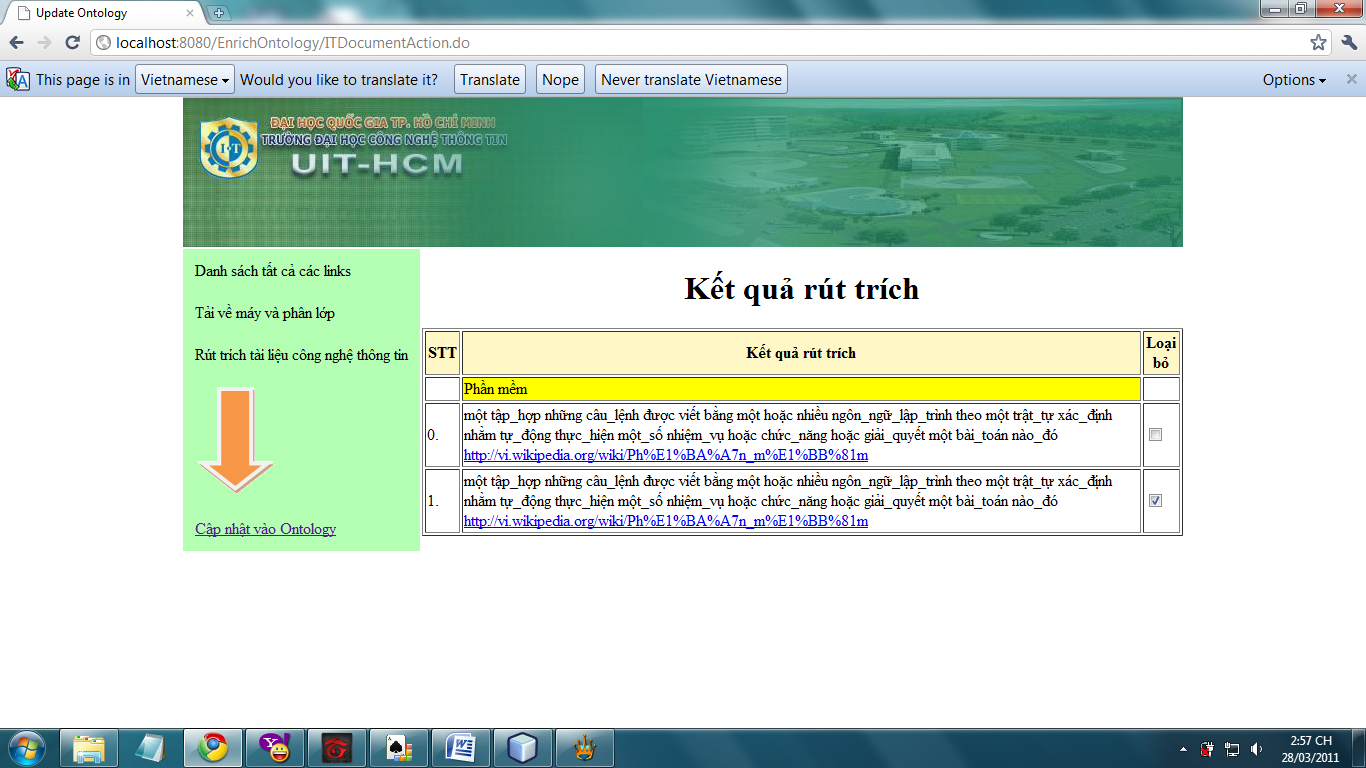 Update Ontology
localhost:8080/EnrichOntology/ITDocumentAction.do
This page is in Vietnamese Would you like to translate it? Translate Nope Never translate Vietnamese Options
ĐẠI HỌC QUỐC GIA TP. HỒ CHÍ MINH
TRƯỜNG ĐẠI HỌC CÔNG NGHỆ THÔNG TIN
UIT-HCM
Danh sách tất cả các links
Tải về máy và phân lớp
Rút trích tài liệu công nghệ thông tin
Cập nhật vào Ontology
Kết quả rút trích
STT Kết quả rút trích Loại
bỏ
Phần mềm
0. một tập_hợp những câu_lệnh được viết bằng một hoặc nhiều ngôn_ngữ_lập_trình theo một trật_tự xác_định
nhằm tự_động thực_hiện một_số nhiệm_vụ hoặc chức_năng hoặc giải_quyết một bài_toán nào_đó
http://vi.wikipedia.org/wiki/Ph%E1%BA%A7n_m%E1%BB%81m
1. một tập_hợp những câu_lệnh được viết bằng một hoặc nhiều ngôn_ngữ_lập_trình theo một trật_tự xác_định
nhằm tự_động thực_hiện một_số nhiệm_vụ hoặc chức_năng hoặc giải_quyết một bài_toán nào_đó
http://vi.wikipedia.org/wiki/Ph%E1%BA%A7n_m%E1%BB%81m
2:57 CH
28/03/2011